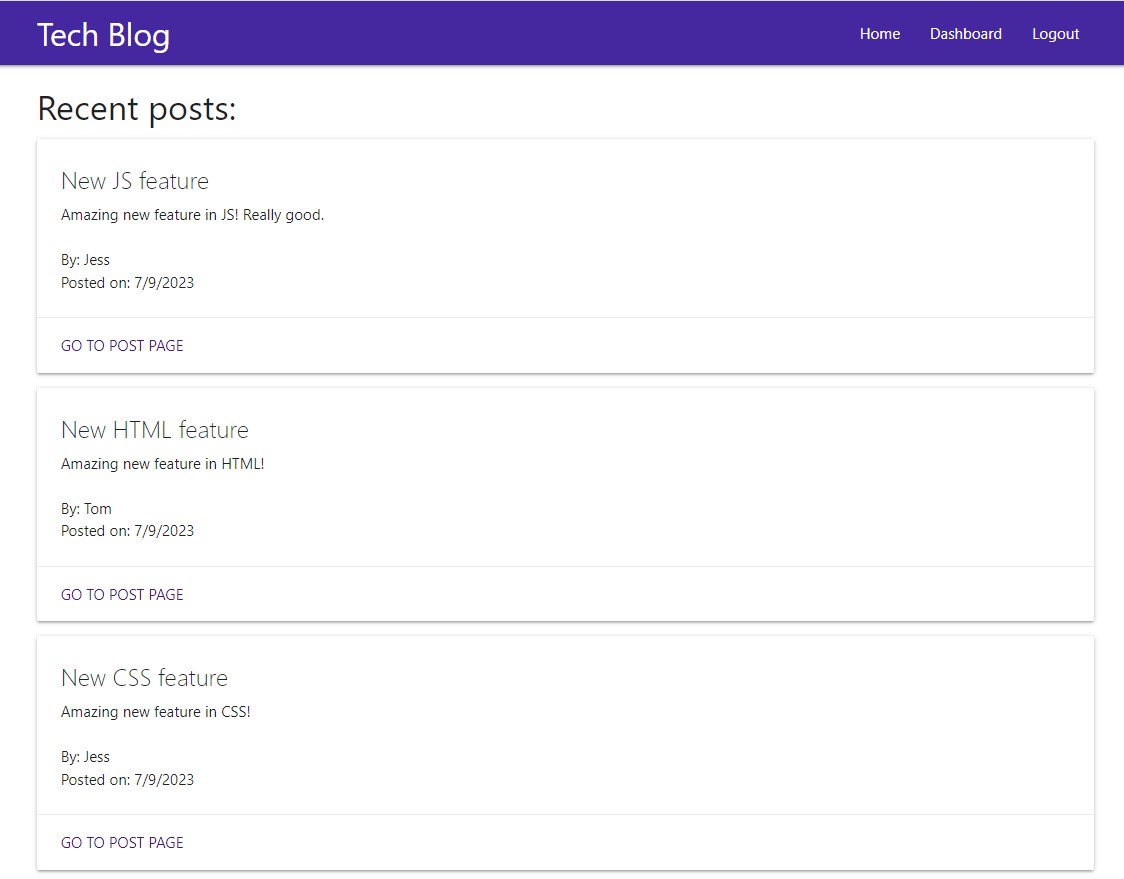 Tech Blog
Home Dashboard Logout
Recent posts:
New JS feature
Amazing new feature in JS! Really good.
By: Jess
Posted on: 7/9/2023
GO TO POST PAGE
New HTML feature
Amazing new feature in HTML!
By: Tom
Posted on: 7/9/2023
GO TO POST PAGE
New CSS feature
Amazing new feature in CSS!
By: Jess
Posted on: 7/9/2023
GO TO POST PAGE